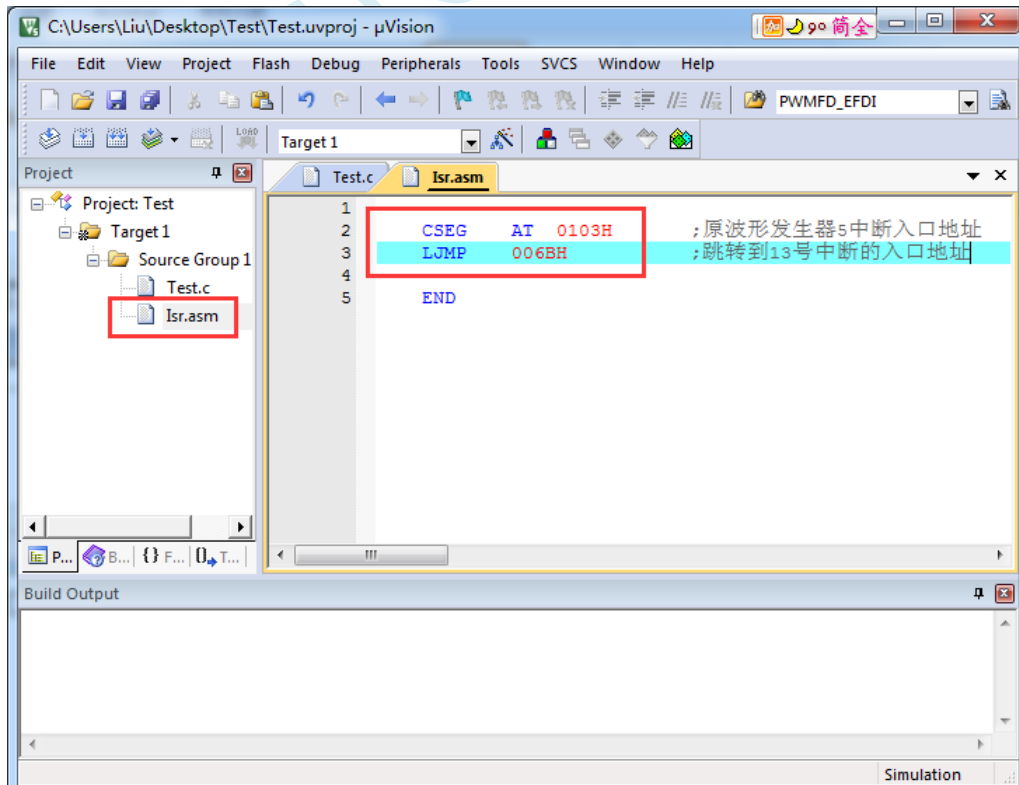 C:\Users\Liu\Desktop\Test\Test.uvproj - µVision
简全
File Edit View Project Flash Debug Peripherals Tools SVCS Window Help
PWMFD_EFDI
LOAD
Target 1
Project
Test.c
Isr.asm
Project: Test
Target 1
Source Group 1
Test.c
Isr.asm
1
2 CSEG AT 0103H ;原波形发生器5中断入口地址
3 LJMP 006BH ;跳转到13号中断的入口地址
4
5 END
P... B... {} F... 0 T...
Build Output
Simulation